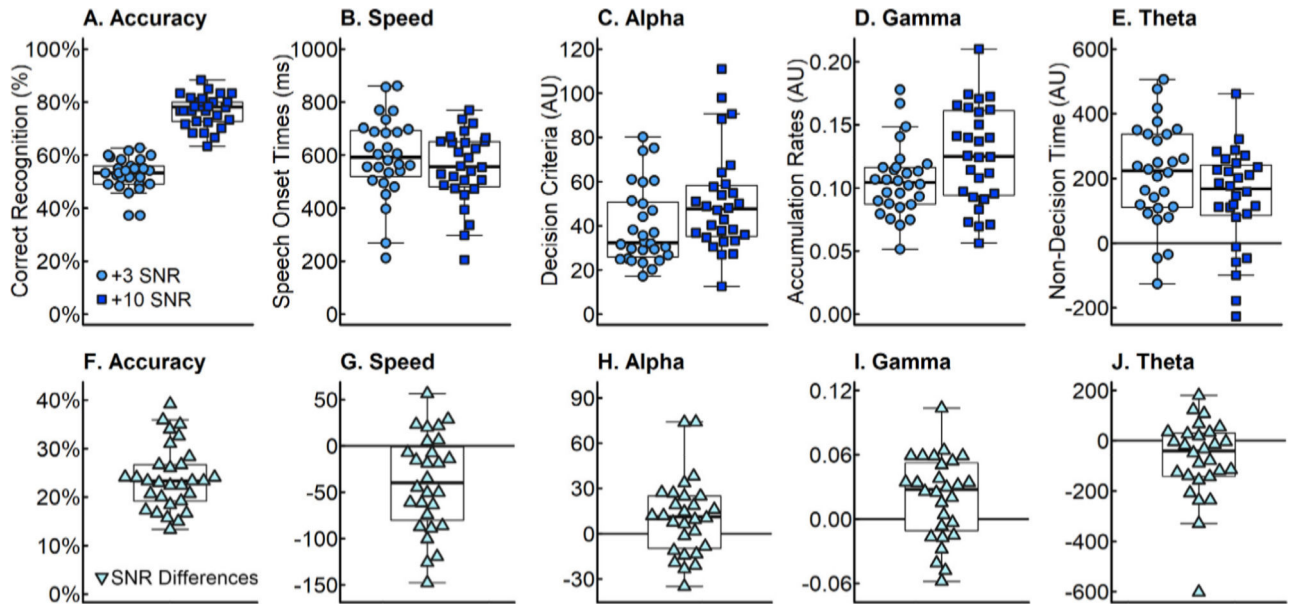 A. Accuracy
Correct Recognition (%)
100%
80%
60%
40%
20%
0%
+3 SNR
+10 SNR
B. Speed
Speech Onset Times (ms)
1000
800
600
400
200
0
C. Alpha
Decision Criteria (AU)
120
100
80
60
40
20
0
D. Gamma
Accumulation Rates (AU)
0.20
0.15
0.10
0.05
0.00
E. Theta
Non-Decision Time (AU)
600
400
200
0
-200
F. Accuracy
40%
30%
20%
10%
0%
SNR Differences
G. Speed
50
0
-50
-100
-150
H. Alpha
90
60
30
0
-30
I. Gamma
0.12
0.06
0.00
-0.06
J. Theta
200
0
-200
-400
-600